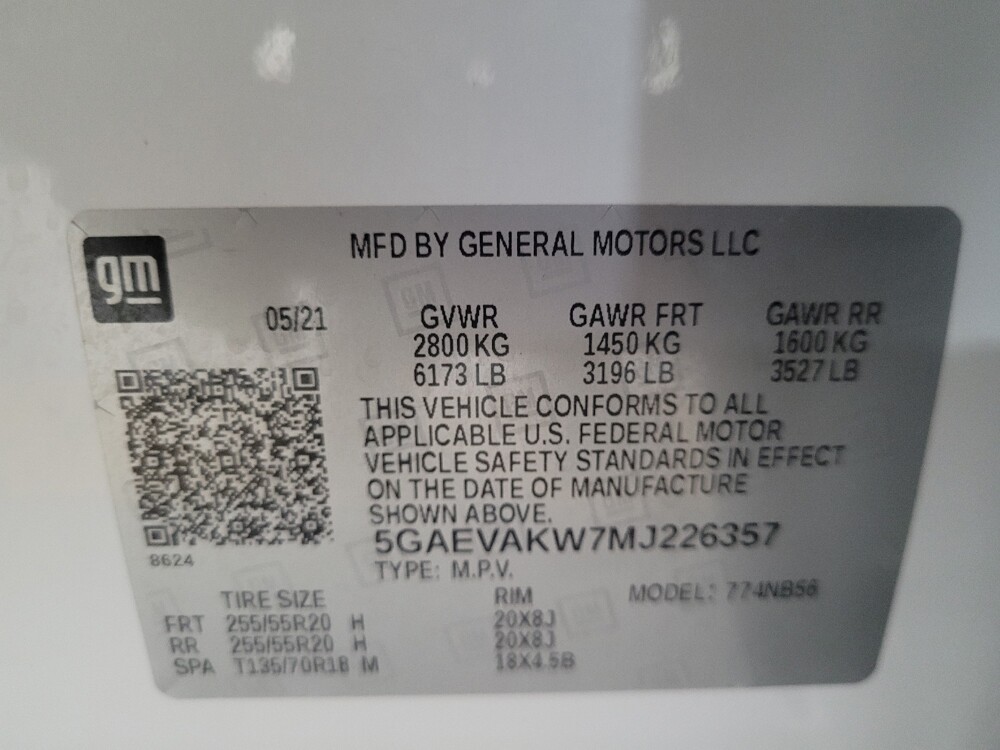 gm
MFD BY GENERAL MOTORS LLC
05/21 GVWR GAWR FRT GAWR RR
2800 KG 1450 KG 1600 KG
6173 LB 3196 LB 3527 LB
THIS VEHICLE CONFORMS TO ALL
APPLICABLE U.S. FEDERAL MOTOR
VEHICLE SAFETY STANDARDS IN EFFECT
ON THE DATE OF MANUFACTURE
SHOWN ABOVE.
5GAEVAKW7MJ226357
8624
TYPE: M.P.V.
TIRE SIZE RIM MODEL: 774NB56
FRT 255/55R20 H 20X8J
RR 255/55R20 H 20X8J
SPA T135/70R18 M 18X4.5B